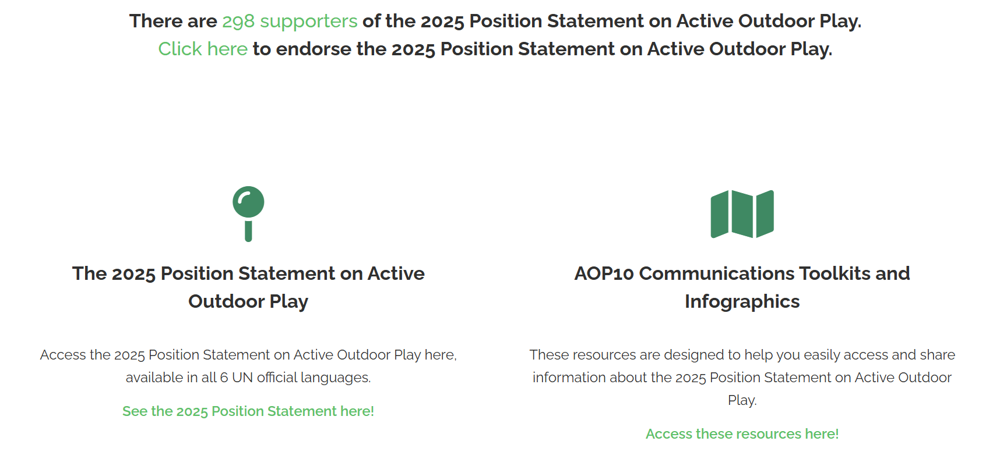 There are 298 supporters of the 2025 Position Statement on Active Outdoor Play.
Click here to endorse the 2025 Position Statement on Active Outdoor Play.
The 2025 Position Statement on Active
Outdoor Play
Access the 2025 Position Statement on Active Outdoor Play here,
available in all 6 UN official languages.
See the 2025 Position Statement here!
AOP10 Communications Toolkits and
Infographics
These resources are designed to help you easily access and share
information about the 2025 Position Statement on Active Outdoor
Play.
Access these resources here!